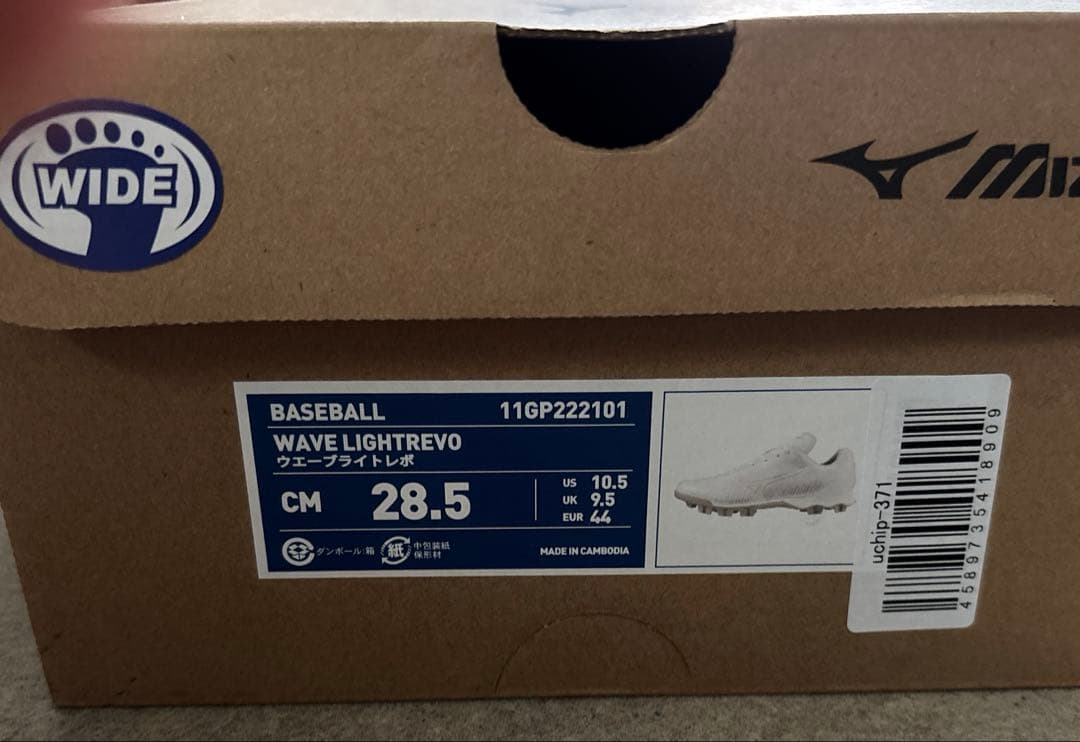 WIDE
MIZ
BASEBALL 11GP222101
WAVE LIGHTREVO
ウエーブライトレボ
CM 28.5
US 10.5
UK 9.5
EUR 44
ダンボール:箱
紙 中包装紙
保形材
MADE IN CAMBODIA
uchip-371
4589735418909